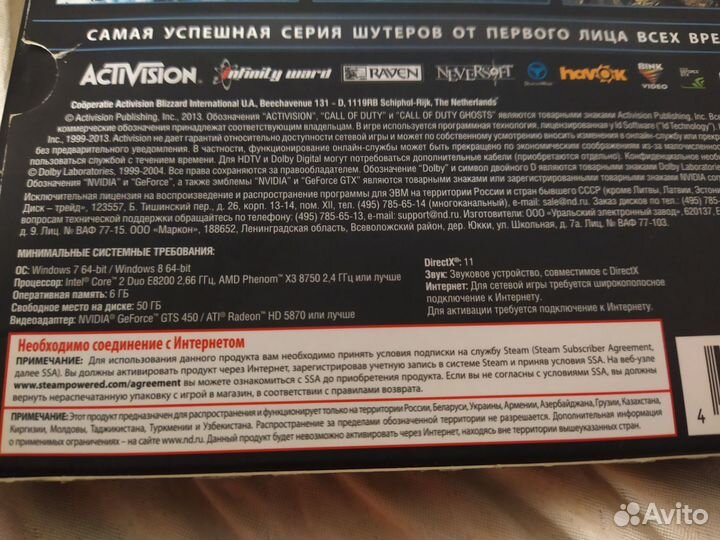 САМАЯ УСПЕШНАЯ СЕРИЯ ШУТЕРОВ ОТ ПЕРВОГО ЛИЦА ВСЕХ ВРЕ
ACTIVISION infinity ward RAVEN NEVERSOFT HAVOK BINK VIDEO
Coöperatie Activision Blizzard International U.A., Beechavenue 131 - D, 1119RB Schiphol-Rijk, The Netherlands
© Activision Publishing, Inc., 2013. Обозначения "ACTIVISION", "CALL OF DUTY" и "CALL OF DUTY GHOSTS" являются товарными знаками Activision Publishing,
коммерческие обозначения принадлежат соответствующим владельцам. В игре используется программная технология, лицензированная у Id Software ("Id Technology").
Inc., 1999-2013. Activision не дает гарантий относительно доступности сетевой игры и может по собственному усмотрению вносить изменения в онлайн-службу или прекра
без предварительного уведомления. В частности, функционирование онлайн-службы может быть прекращено по экономическим соображениям из-за малочисленнос
пользоваться службой с течением времени. Для HDTV и Dolby Digital могут потребоваться дополнительные кабели (приобретаются отдельно). Конфиденциальное необ
© Dolby Laboratories, 1999-2004. Все права сохраняются за правообладателем. Обозначение "Dolby" и символ двойного D являются товарными знаками Dolby Labora
Обозначения "NVIDIA" и "GeForce", а также эмблемы "NVIDIA" и "GeForce GTX" являются товарными знаками или зарегистрированными товарными знаками NVIDIA
Исключительная лицензия на воспроизведение и распространение программы для ЭВМ на территории России и стран бывшего СССР (кроме Литвы, Латвии, Эстони
Диск – трейд», 123557, Б. Тишинский пер., д. 26, корп. 13-14, пом. XII, тел. (495) 785-65-14 (многоканальный), e-mail: sale@nd.ru. Заказ дисков по тел.: (495) 785-
вопросам технической поддержки обращайтесь по телефону: (495) 785-65-13, e-mail: support@nd.ru. Изготовители: ООО «Уральский электронный завод», 620137,
д. 9. Лиц. № ВАФ 77-15. ООО «Маркон», 188652, Ленинградская область, Всеволожский район, дер. Юкки, ул. Школьная, д. 7а. Лиц. № ВАФ 77-103.
МИНИМАЛЬНЫЕ СИСТЕМНЫЕ ТРЕБОВАНИЯ:
ОС: Windows 7 64-bit / Windows 8 64-bit
Процессор: Intel® Core™ 2 Duo E8200 2,66 ГГц, AMD Phenom™ X3 8750 2,4 ГГц или лучше
Оперативная память: 6 ГБ
Свободное место на диске: 50 ГБ
Видеоадаптер: NVIDIA® GeForce™ GTS 450 / ATI® Radeon™ HD 5870 или лучше
DirectX®: 11
Звук: Звуковое устройство, совместимое с DirectX
Интернет: Для сетевой игры требуется широкополосное
подключение к Интернету.
Для активации требуется подключение к Интернету.
Необходимо соединение с Интернетом
ПРИМЕЧАНИЕ: Для использования данного продукта вам необходимо принять условия подписки на службу Steam (Steam Subscriber Agreement,
далее SSA). Вы должны активировать продукт через Интернет, зарегистрировав учетную запись в системе Steam и приняв условия SSA. На веб-узле
www.steampowered.com/agreement вы можете ознакомиться с SSA до приобретения продукта. Если вы не согласны с условиями SSA, вы должны
вернуть нераспечатанную упаковку с игрой в магазин, в соответствии с правилами возврата.
ПРИМЕЧАНИЕ: Этот продукт предназначен для распространения и функционирует только на территории России, Беларуси, Украины, Армении, Азербайджана, Грузии, Казахстана,
Киргизии, Молдовы, Таджикистана, Туркмении и Узбекистана. Распространение за пределами обозначенной территории не разрешается. Дополнительная информация
о применимых ограничениях – на сайте www.nd.ru. Данный продукт будет невозможно активировать через Интернет, находясь вне территории вышеуказанных стран.
4
Avito